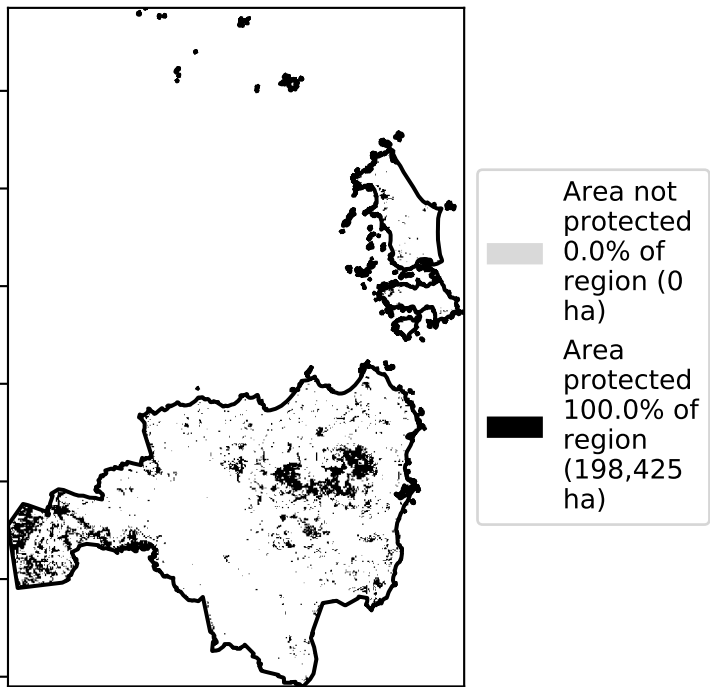 Area not
protected
0.0% of
region (0
ha)
Area
protected
100.0% of
region
(198,425
ha)